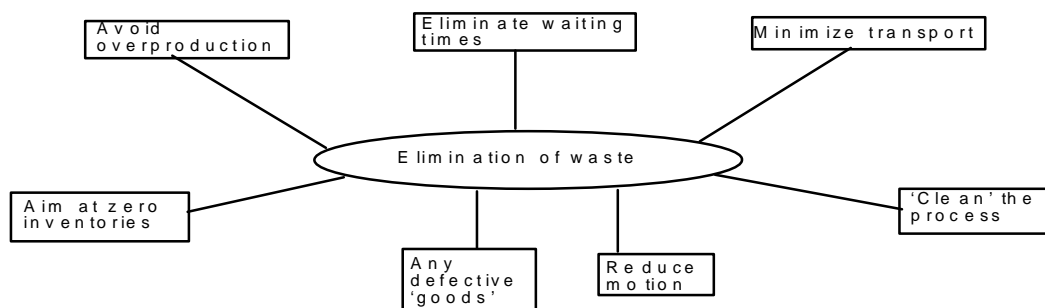 Avoid
overproduction
Eliminate waiting
times
Minimize transport
Elimination of waste
Aim at zero
inventories
'Clean' the
process
Any
defective
'goods'
Reduce
motion